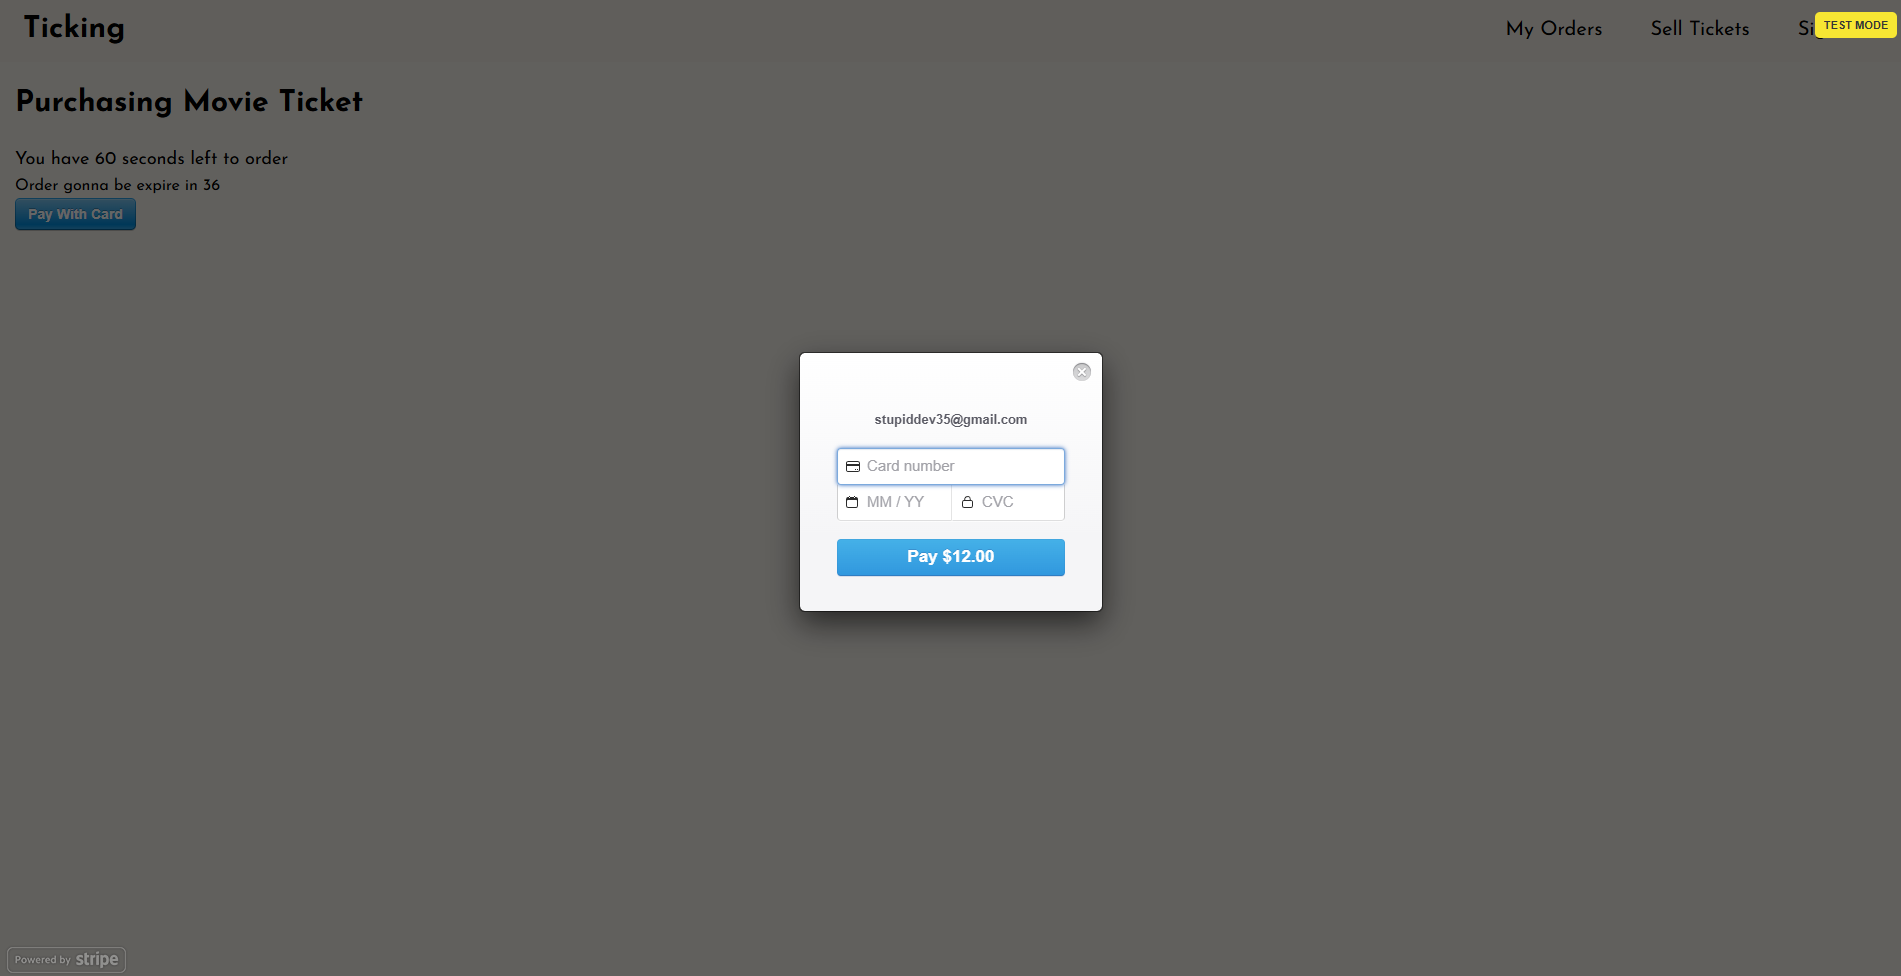 Ticking
My Orders
Sell Tickets
TEST MODE
Purchasing Movie Ticket
You have 60 seconds left to order
Order gonna be expire in 36
Pay With Card
stupiddev35@gmail.com
Card number
MM / YY
CVC
Pay $12.00
Powered by stripe